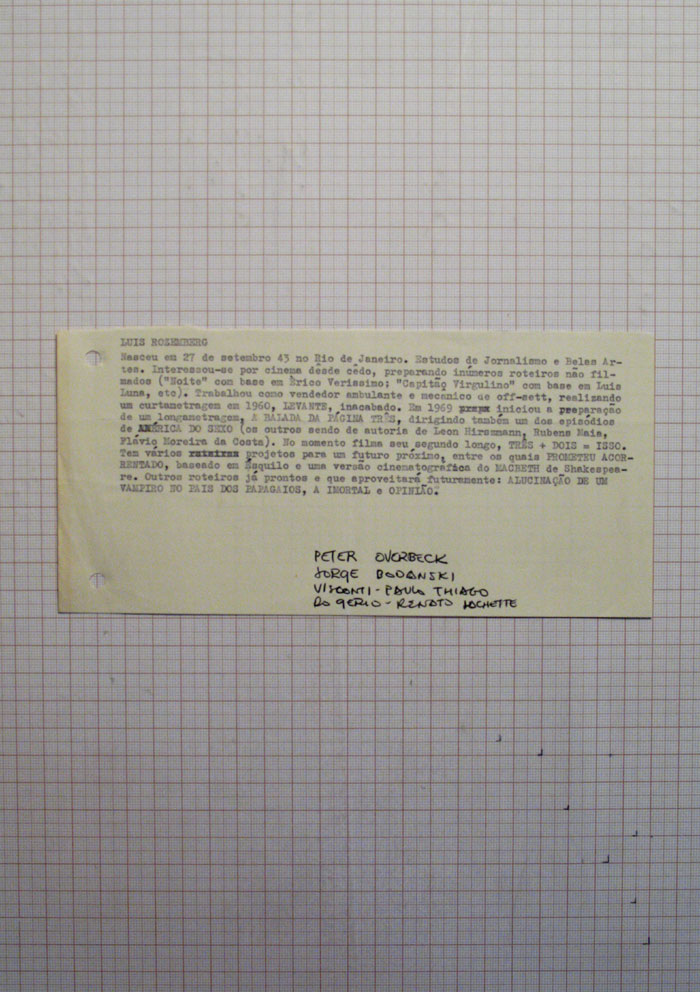 LUIS ROZEMBERG
Nasceu em 27 de setembro 43 no Rio de Janeiro. Estudos de Jornalismo e Belas Ar-
tes. Interessou-se por cinema desde cêdo, preparando inúmeros roteiros não fil-
mados ("Noite" com base em Érico Veríssimo; "Capitão Virgulino" com base em Luis
Luna, etc). Trabalhou como vendedor ambulante e mecanico de off-sett, realizando
um curtametragem em 1960, LEVANTE, inacabado. Em 1969 iniciou a preparação
de um longametragem, A BALADA DA PÁGINA TRÊS, dirigindo também um dos episódios
de AMÉRICA DO SEXO (os outros sendo de autoria de Leon Hirszmann, Rubens Maia,
Flávio Moreira da Costa). No momento filma seu segundo longo, TRÊS + DOIS = ISSO.
Tem vários projetos para um futuro próximo, entre os quais PROMETEU ACOR-
RENTADO, baseado em Ésquilo e uma versão cinematográfica do MACBETH de Shakespea-
re. Outros roteiros já prontos e que aproveitará futuramente: ALUCINAÇÃO DE UM
VAMPIRO NO PAIS DOS PAPAGAIOS, A IMORTAL e OPINIÃO.
PETER OVERBECK
JORGE BODANSKI
VISCONTI - PAULO THIAGO
ROGERIO - RENATO